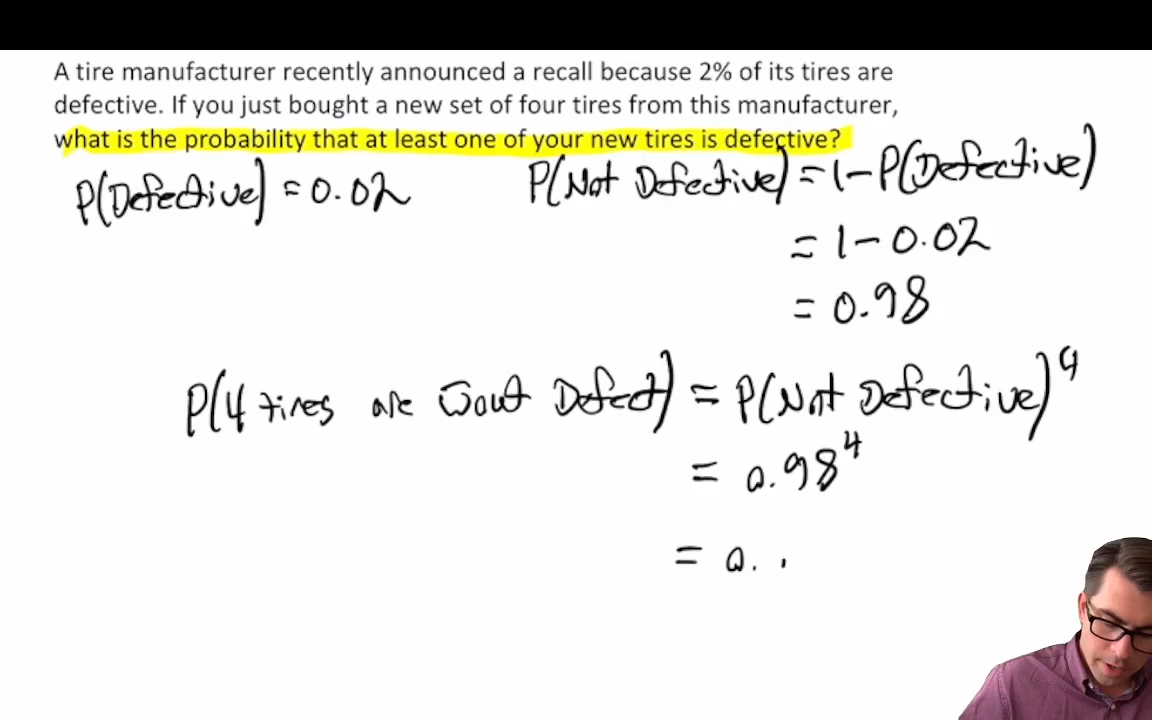 A tire manufacturer recently announced a recall because 2% of its tires are
defective. If you just bought a new set of four tires from this manufacturer,
what is the probability that at least one of your new tires is defective?
P(Defective) = 0.02
P(Not Defective) = 1 - P(Defective)
= 1 - 0.02
= 0.98
P(4 tires are w̅out Defect) = P(Not Defective)⁴
= 0.98⁴
= 0.